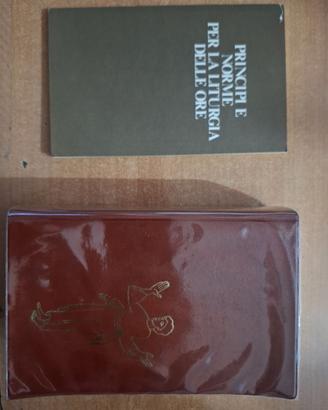 PRINCIPI E
NORME
PER LA LITURGIA
DELLE ORE